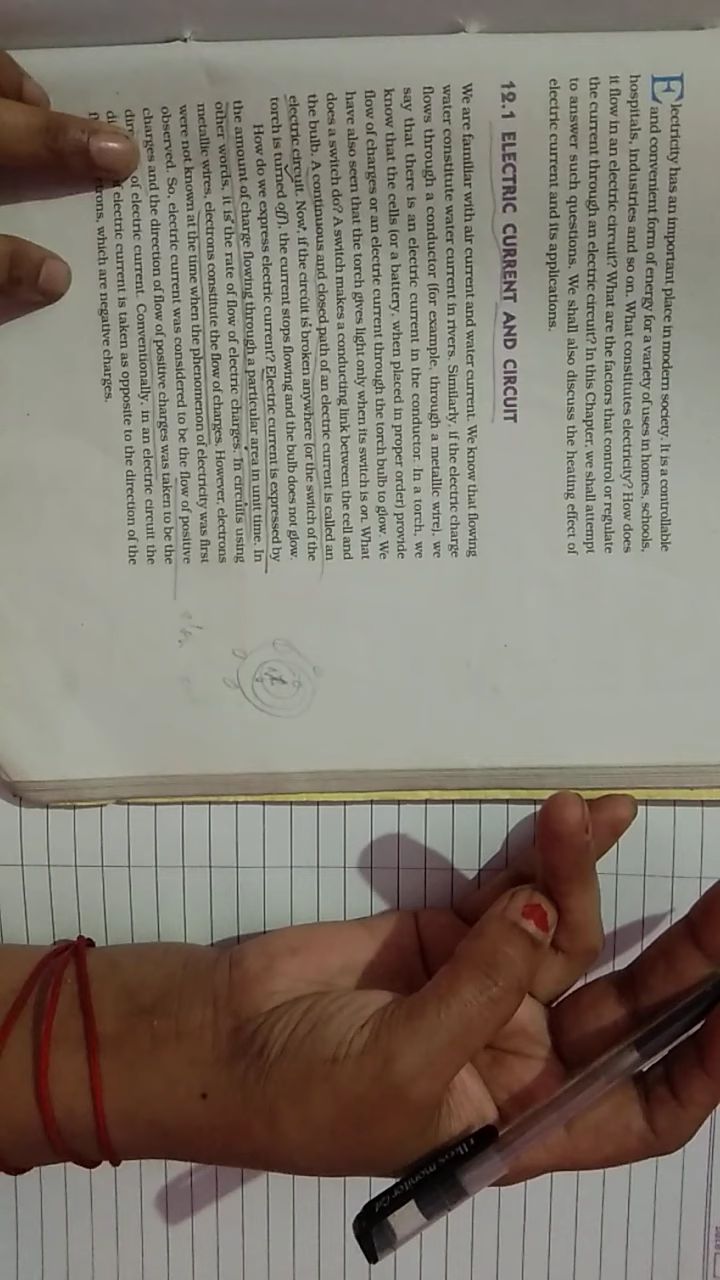 Electricity has an important place in modern society. It is a controllable
and convenient form of energy for a variety of uses in homes, schools,
hospitals, industries and so on. What constitutes electricity? How does
it flow in an electric circuit? What are the factors that control or regulate
the current through an electric circuit? In this Chapter, we shall attempt
to answer such questions. We shall also discuss the heating effect of
electric current and its applications.
12.1 ELECTRIC CURRENT AND CIRCUIT
We are familiar with air current and water current. We know that flowing
water constitute water current in rivers. Similarly, if the electric charge
flows through a conductor (for example, through a metallic wire), we
say that there is an electric current in the conductor. In a torch, we
know that the cells (or a battery, when placed in proper order) provide
flow of charges or an electric current through the torch bulb to glow. We
have also seen that the torch gives light only when its switch is on. What
does a switch do? A switch makes a conducting link between the cell and
the bulb. A continuous and closed path of an electric current is called an
electric circuit. Now, if the circuit is broken anywhere (or the switch of the
torch is turned off), the current stops flowing and the bulb does not glow.
How do we express electric current? Electric current is expressed by
the amount of charge flowing through a particular area in unit time. In
other words, it is the rate of flow of electric charges. In circuits using
metallic wires, electrons constitute the flow of charges. However, electrons
were not known at the time when the phenomenon of electricity was first
observed. So, electric current was considered to be the flow of positive
charges and the direction of flow of positive charges was taken to be the
of electric current. Conventionally, in an electric circuit the
electric current is taken as opposite to the direction of the
which are negative charges.